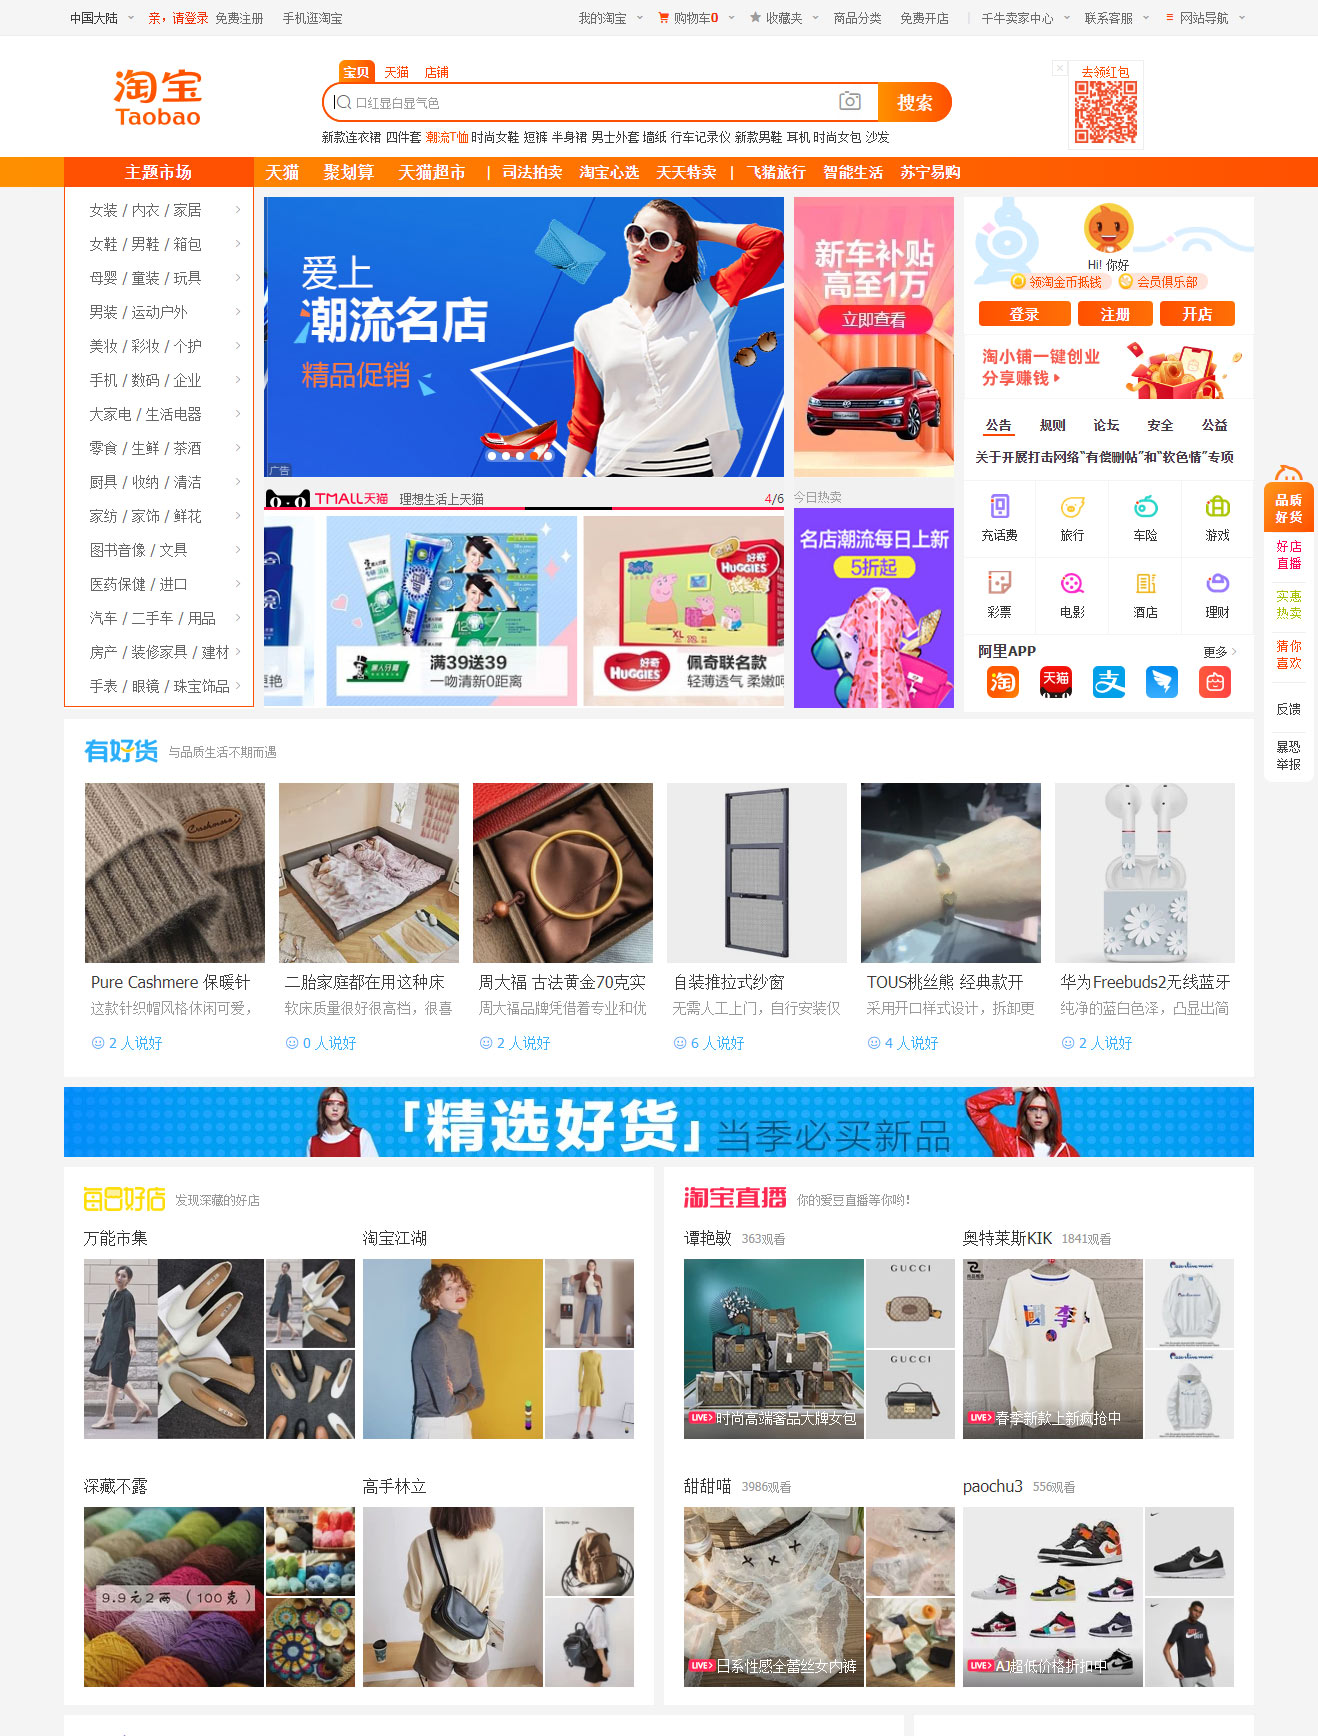 中国大陆 亲，请登录 免费注册 手机逛淘宝 我的淘宝 购物车0 收藏夹 商品分类 免费开店 千牛卖家中心 联系客服 网站导航
淘宝
Taobao
宝贝 天猫 店铺
口红显白显气色
搜索
新款连衣裙 四件套 潮流T恤 时尚女鞋 短裤 半身裙 男士外套 墙纸 行车记录仪 新款男鞋 耳机 时尚女包 沙发
去领红包
主题市场 天猫 聚划算 天猫超市 | 司法拍卖 淘宝心选 天天特卖 | 飞猪旅行 智能生活 苏宁易购
女装 / 内衣 / 家居
女鞋 / 男鞋 / 箱包
母婴 / 童装 / 玩具
男装 / 运动户外
美妆 / 彩妆 / 个护
手机 / 数码 / 企业
大家电 / 生活电器
零食 / 生鲜 / 茶酒
厨具 / 收纳 / 清洁
家纺 / 家饰 / 鲜花
图书音像 / 文具
医药保健 / 进口
汽车 / 二手车 / 用品
房产 / 装修家具 / 建材
手表 / 眼镜 / 珠宝饰品
爱上
潮流名店
精品促销
广告
TMALL天猫 理想生活上天猫 4/6
满39送39
一吻清新0距离
好奇
HUGGIES
XL
好奇
HUGGIES
佩奇联名款
轻薄透气 柔嫩呵
新车补贴
高至1万
立即查看
今日热卖
名店潮流每日上新
5折起
Hi! 你好
领淘金币抵钱 会员俱乐部
登录 注册 开店
淘小铺一键创业
分享赚钱
公告 规则 论坛 安全 公益
关于开展打击网络“有偿删帖”和“软色情”专项
充话费 旅行 车险 游戏
彩票 电影 酒店 理财
阿里APP 更多
淘 天猫 支
品质
好货
好店
直播
实惠
热卖
猜你
喜欢
反馈
暴恐
举报
有好货 与品质生活不期而遇
Cashmere
Pure Cashmere 保暖针
这款针织帽风格休闲可爱，
2 人说好
二胎家庭都在用这种床
软床质量很好很高档，很喜
0 人说好
周大福 古法黄金70克实
周大福品牌凭借着专业和优
2 人说好
自装推拉式纱窗
无需人工上门，自行安装仅
6 人说好
TOUS桃丝熊 经典款开
采用开口样式设计，拆卸更
4 人说好
华为Freebuds2无线蓝牙
纯净的蓝白色泽，凸显出简
2 人说好
「精选好货」当季必买新品
每日好店 发现深藏的好店
万能市集 淘宝江湖
深藏不露 高手林立
9.9元2两（100克）
淘宝直播 你的爱豆直播等你哟！
谭艳敏 363观看
GUCCI
GUCCI
LIVE 时尚高端奢品大牌女包
奥特莱斯KIK 1841观看
李
LIVE 春季新款上新疯抢中
甜甜喵 3986观看
LIVE 日系性感全蕾丝女内裤
paochu3 556观看
LIVE AJ超低价格折扣中